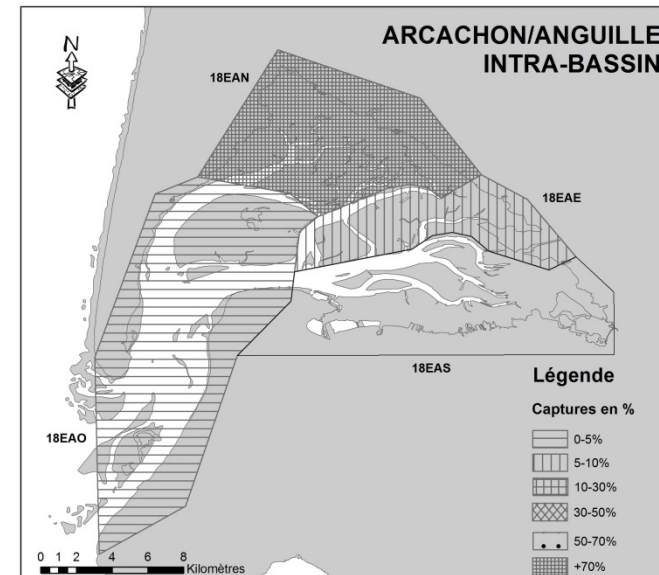 ARCACHON/ANGUILLE
INTRA-BASSIN
N
18EAN
18EAE
18EAS
18EAO
Légende
Captures en %
0-5%
5-10%
10-30%
30-50%
50-70%
+70%
0 1 2 4 6 8
Kilomètres